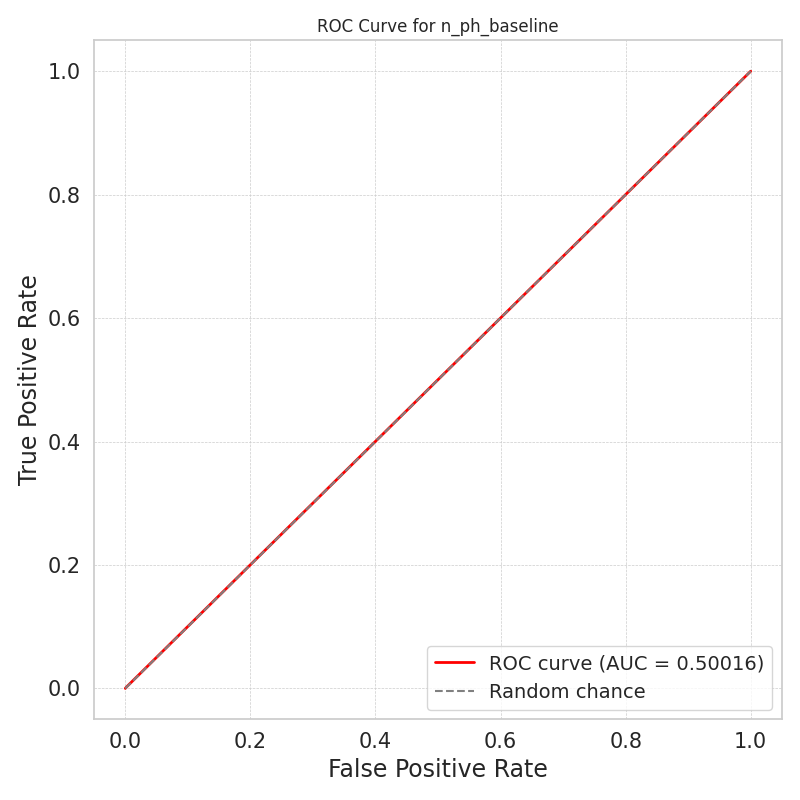 ROC Curve for n_ph_baseline
1.0
0.8
0.6
0.4
0.2
0.0
True Positive Rate
ROC curve (AUC = 0.50016)
Random chance
0.0 0.2 0.4 0.6 0.8 1.0
False Positive Rate